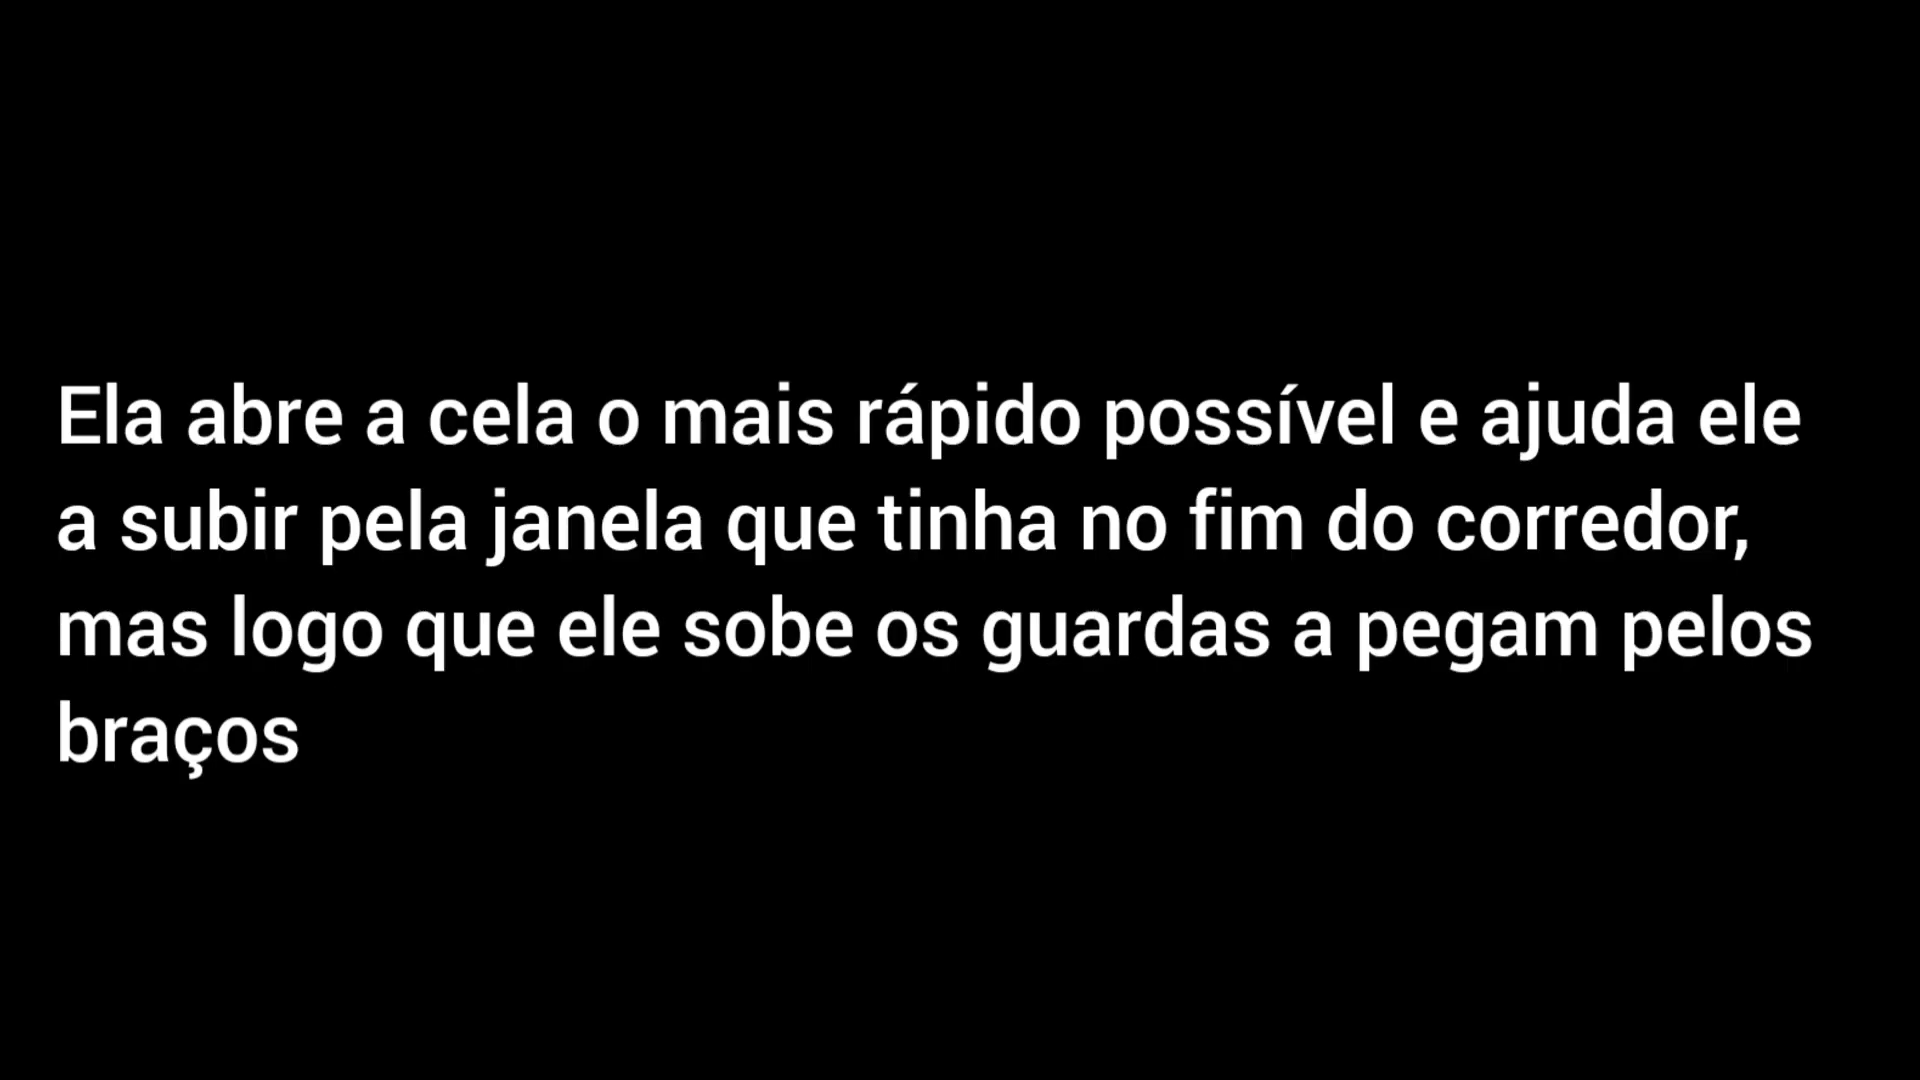 Ela abre a cela o mais rápido possível e ajuda ele
a subir pela janela que tinha no fim do corredor,
mas logo que ele sobe os guardas a pegam pelos
braços